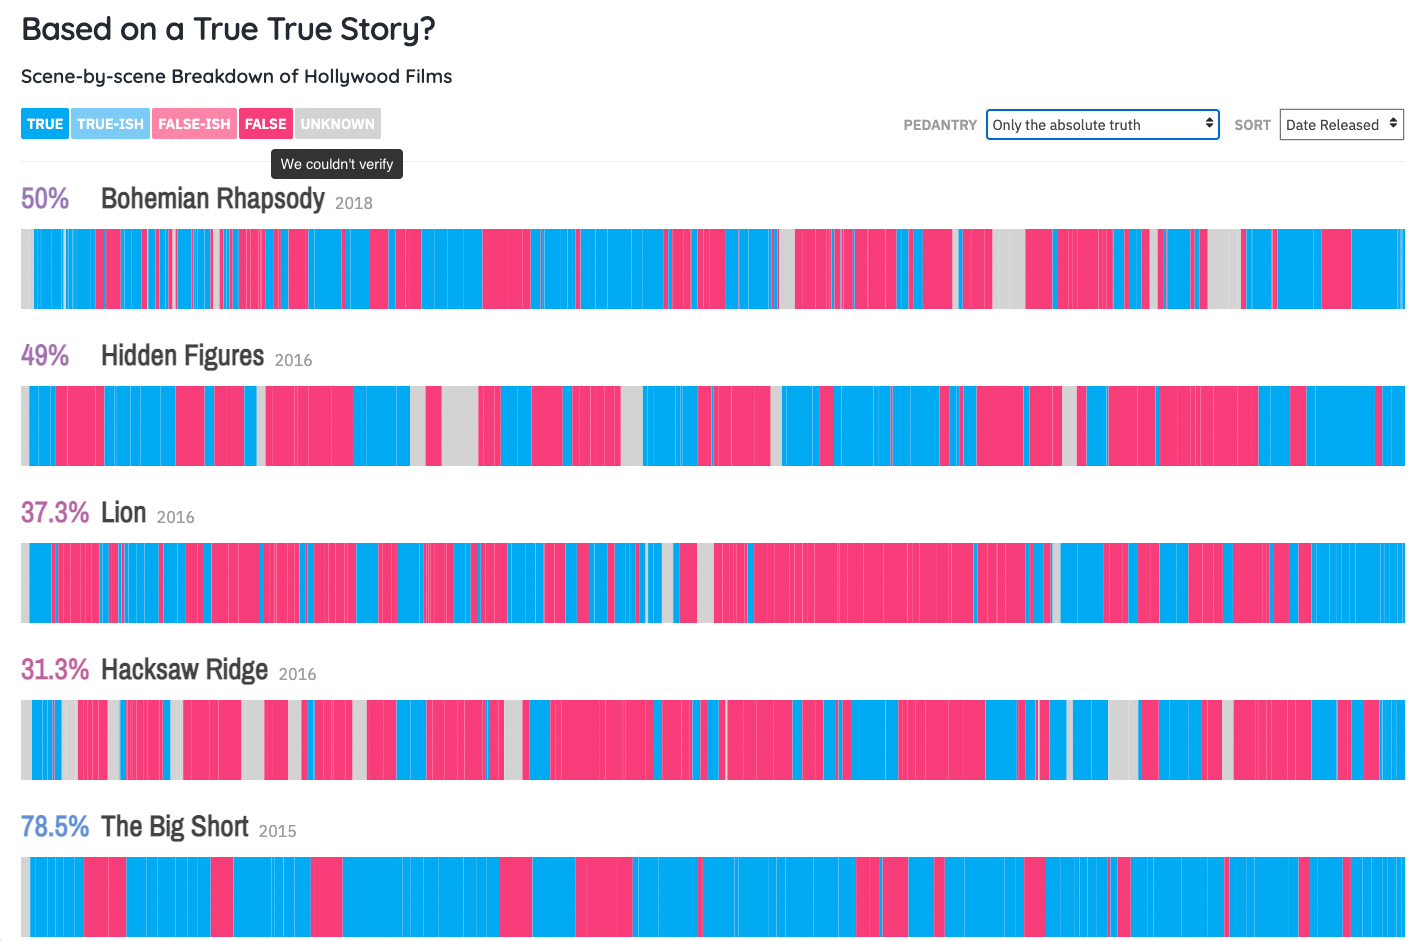 Based on a True True Story?
Scene-by-scene Breakdown of Hollywood Films
TRUE TRUE-ISH FALSE-ISH FALSE UNKNOWN PEDANTRY Only the absolute truth SORT Date Released
We couldn't verify
50% Bohemian Rhapsody 2018
49% Hidden Figures 2016
37.3% Lion 2016
31.3% Hacksaw Ridge 2016
78.5% The Big Short 2015